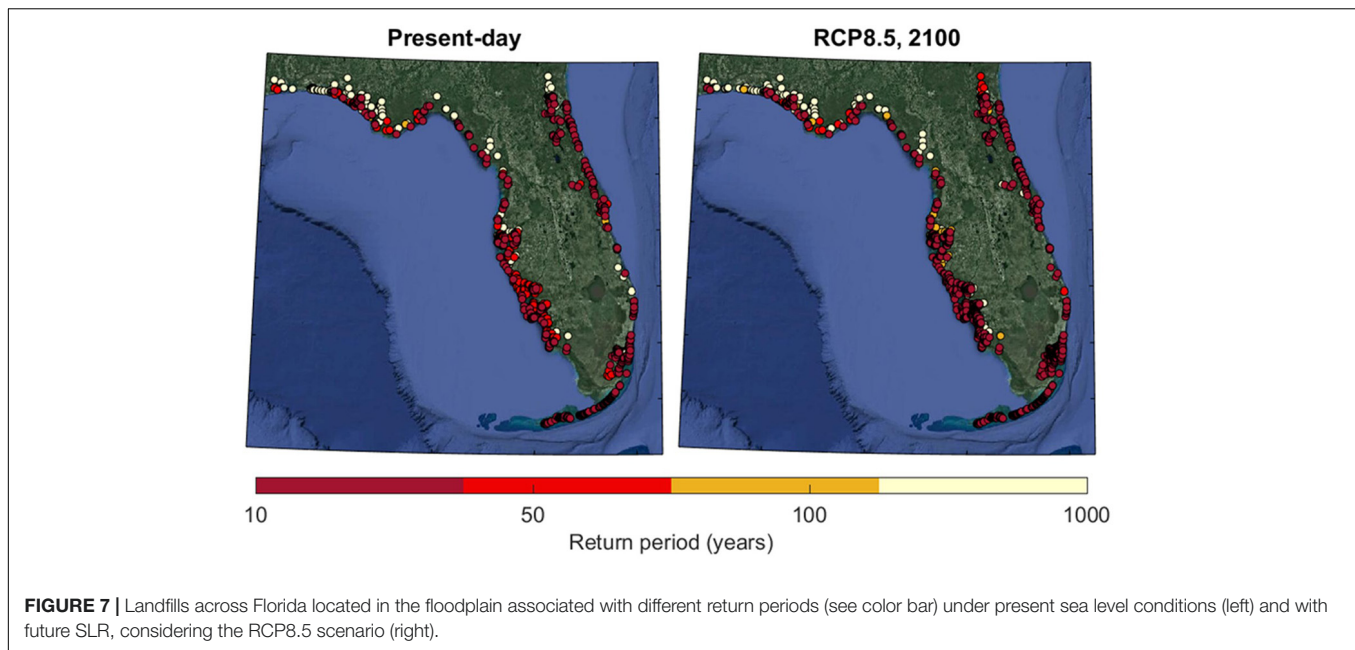 Present-day
RCP8.5, 2100
10 50 100 1000
Return period (years)
FIGURE 7 | Landfills across Florida located in the floodplain associated with different return periods (see color bar) under present sea level conditions (left) and with
future SLR, considering the RCP8.5 scenario (right).